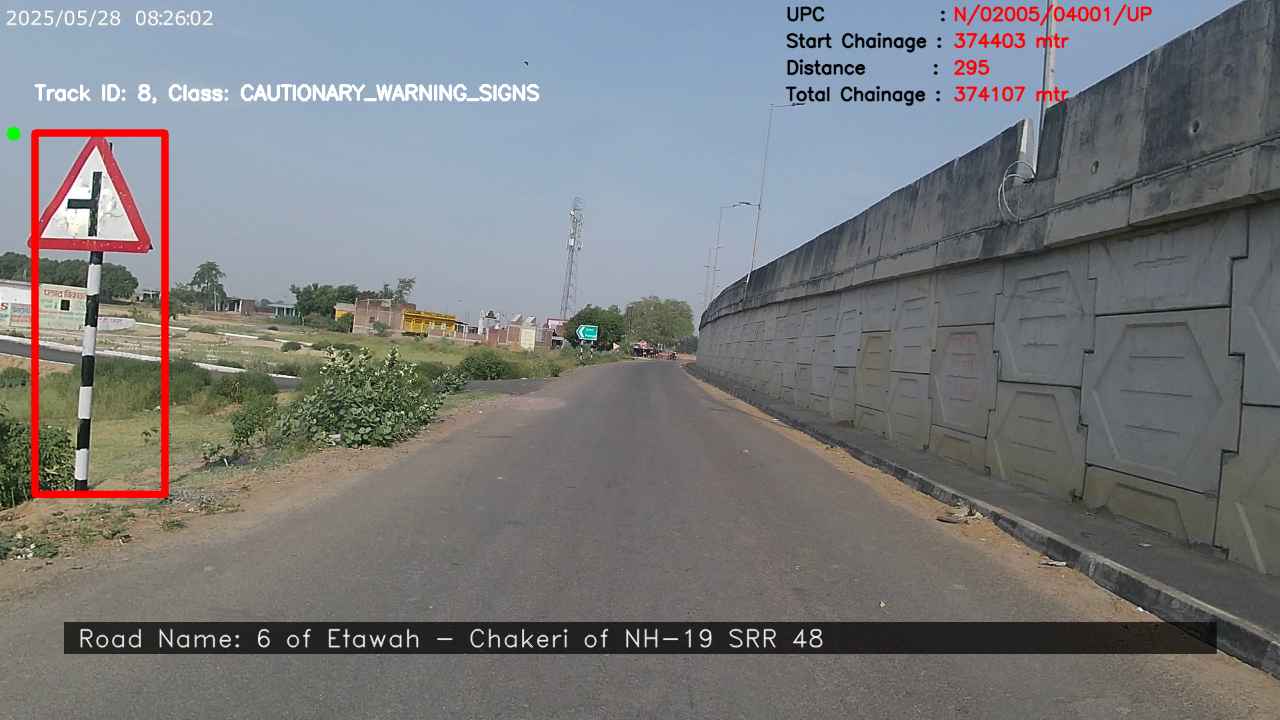 2025/05/28 08:26:02
UPC : N/02005/04001/UP
Start Chainage : 374403 mtr
Distance : 295
Total Chainage : 374107 mtr
Track ID: 8, Class: CAUTIONARY_WARNING_SIGNS
Road Name: 6 of Etawah - Chakeri of NH-19 SRR 48